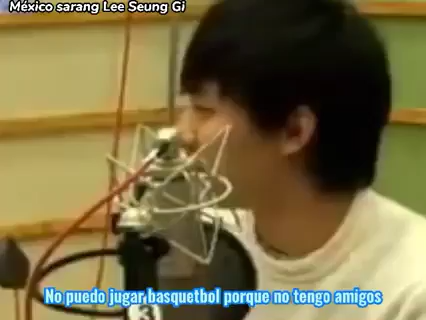 México sarang Lee Seung Gi
No puedo jugar basquetbol porque no tengo amigos